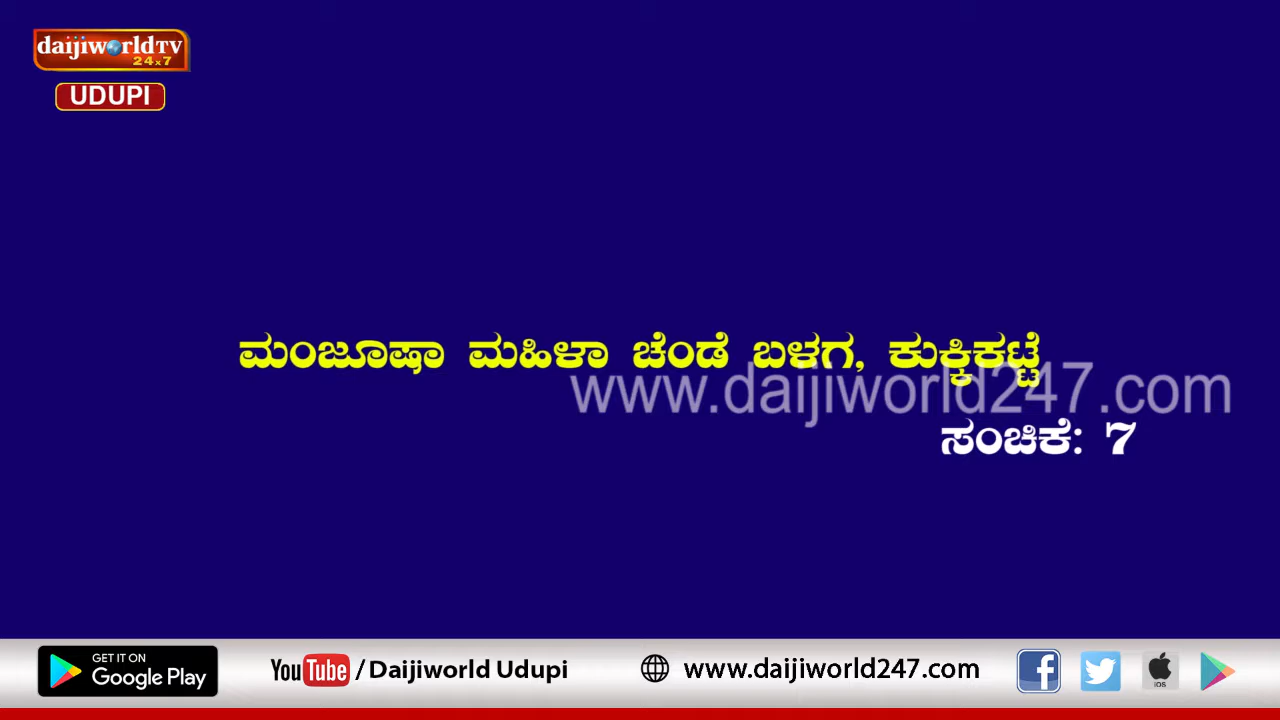 daijiworldTV
24x7
UDUPI
ಮಂಜೂಷಾ ಮಹಿಳಾ ಚೆಂಡೆ ಬಳಗ, ಕುಕ್ಕಿಕಟ್ಟೆ
www.daijiworld247.com
ಸಂಚಿಕೆ: 7
GET IT ON
Google Play
YouTube /Daijiworld Udupi
www.daijiworld247.com
iOS